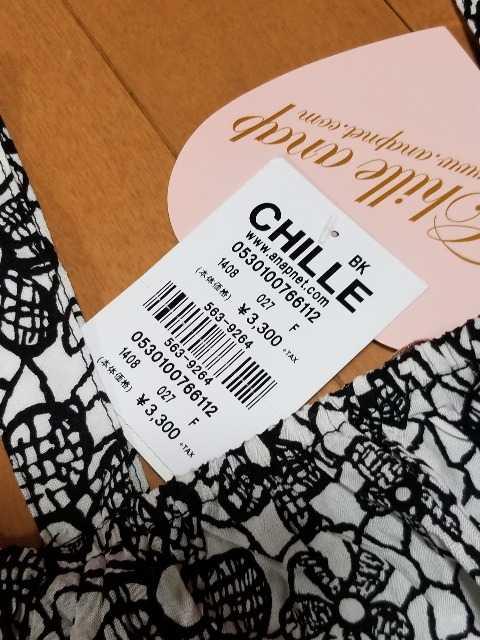 Chille anap
www.anapnet.com
BK
CHILLE
www.anapnet.com
0530100766112
1408 027 F
(本体価格) ¥3,300 +TAX
563-9264
563-9264
0530100766112
1408 027 F
(本体価格) ¥3,300 +TAX